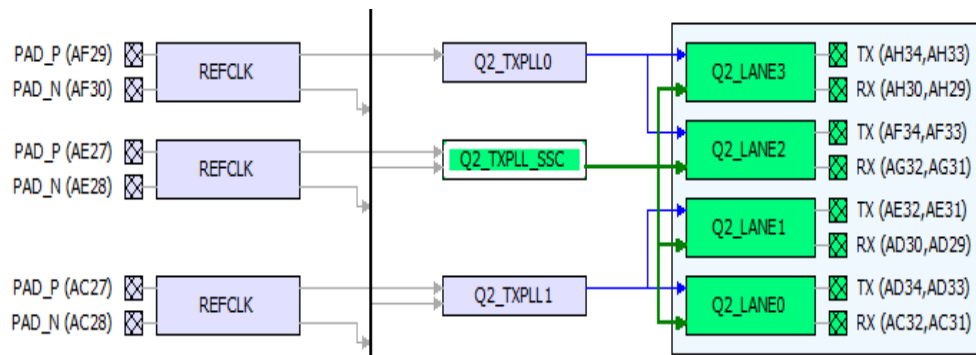 PAD_P (AF29)
PAD_N (AF30)
REFCLK
Q2_TXPLL0
Q2_LANE3
TX (AH34,AH33)
RX (AH30,AH29)
PAD_P (AE27)
PAD_N (AE28)
REFCLK
Q2_TXPLL_SSC
Q2_LANE2
TX (AF34,AF33)
RX (AG32,AG31)
Q2_LANE1
TX (AE32,AE31)
RX (AD30,AD29)
PAD_P (AC27)
PAD_N (AC28)
REFCLK
Q2_TXPLL1
Q2_LANE0
TX (AD34,AD33)
RX (AC32,AC31)